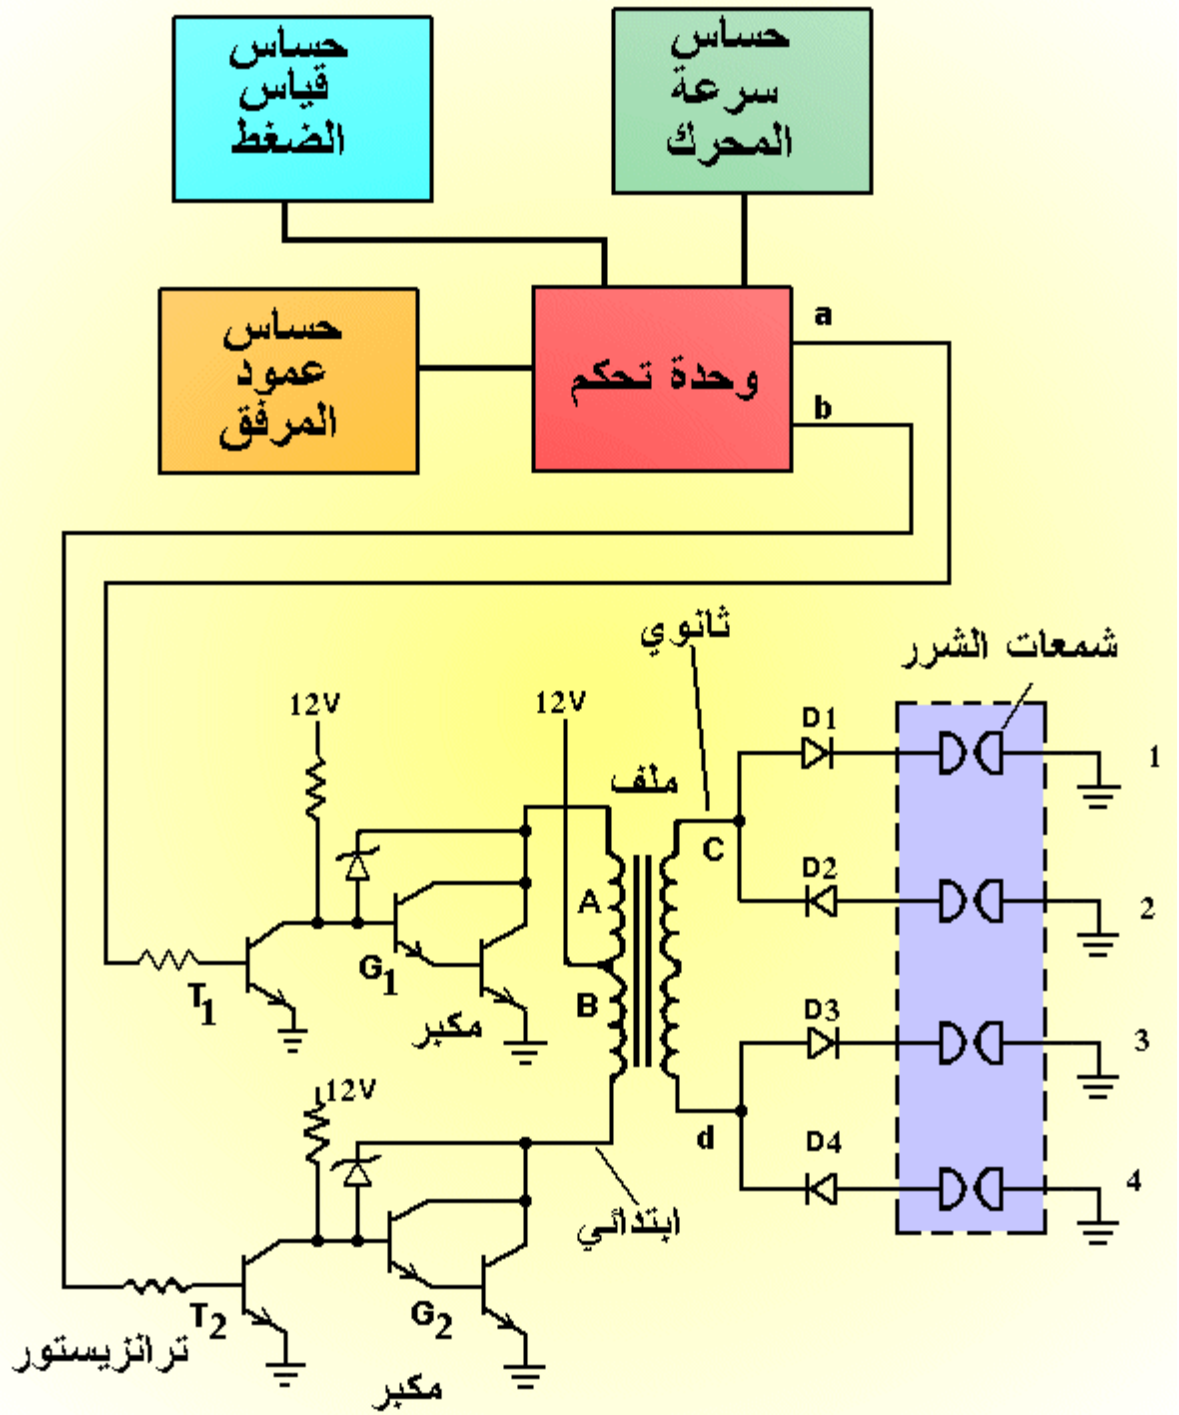 حساس
قياس
الضغط
حساس
سرعة
المحرك
حساس
عمود
المرفق
وحدة تحكم
a
b
ثانوي
شمعات الشرر
12V
12V
ملف
D1
1
C
A
D2
2
G1
T1
B
مكبر
D3
3
12V
d
D4
4
ابتدائي
G2
T2
ترانزيستور
مكبر